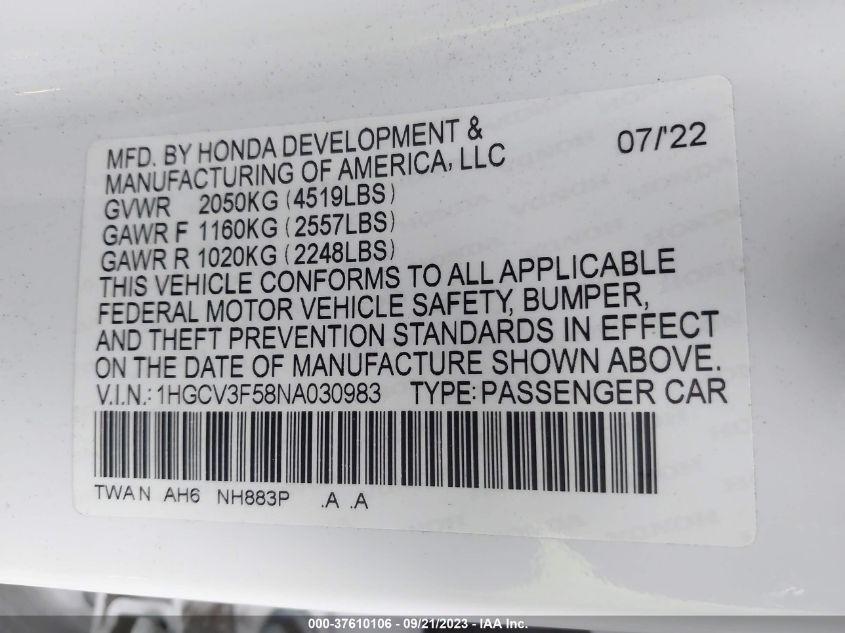 MFD. BY HONDA DEVELOPMENT & 07/'22
MANUFACTURING OF AMERICA, LLC
GVWR 2050KG (4519LBS)
GAWR F 1160KG (2557LBS)
GAWR R 1020KG (2248LBS)
THIS VEHICLE CONFORMS TO ALL APPLICABLE
FEDERAL MOTOR VEHICLE SAFETY, BUMPER,
AND THEFT PREVENTION STANDARDS IN EFFECT
ON THE DATE OF MANUFACTURE SHOWN ABOVE.
V.I.N.: 1HGCV3F58NA030983 TYPE: PASSENGER CAR
TWA N AH6 NH883P .A .A
000-37610106 - 09/21/2023 - IAA Inc.